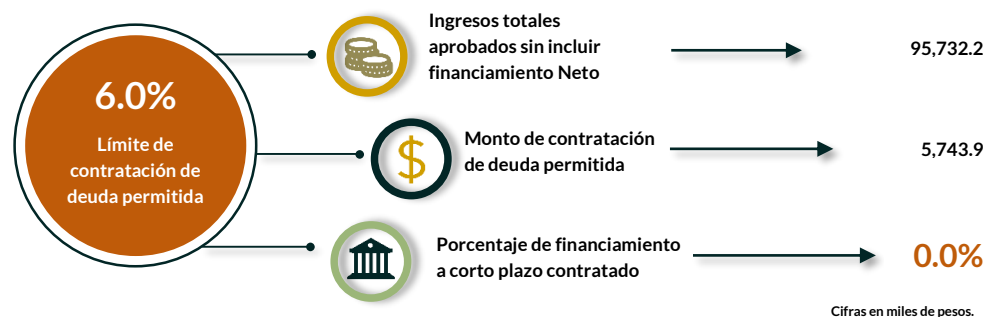 6.0%
Límite de
contratación de
deuda permitida
Ingresos totales
aprobados sin incluir
financiamiento Neto
95,732.2
$
Monto de contratación
de deuda permitida
5,743.9
Porcentaje de financiamiento
a corto plazo contratado
0.0%
Cifras en miles de pesos.